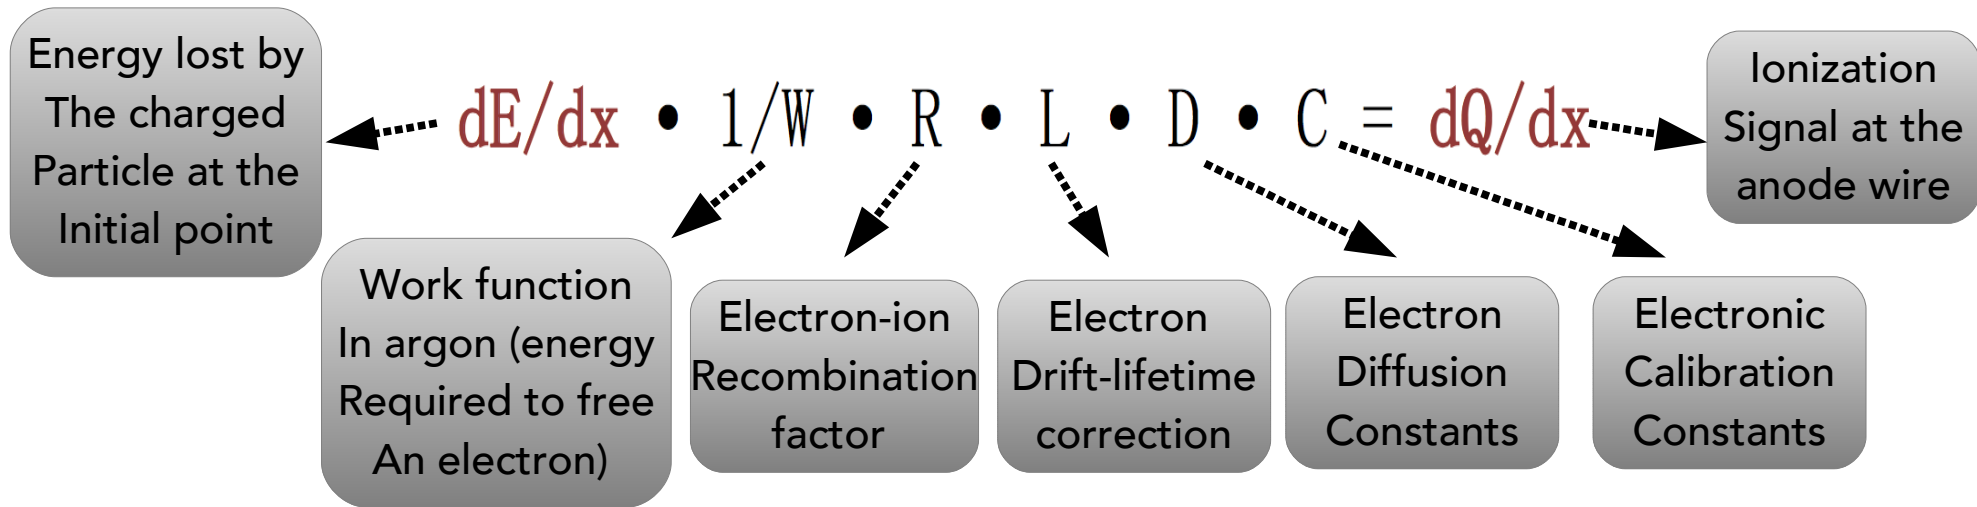 Energy lost by
The charged
Particle at the
Initial point
dE/dx • 1/W • R • L • D • C = dQ/dx
Ionization
Signal at the
anode wire
Work function
In argon (energy
Required to free
An electron)
Electron-ion
Recombination
factor
Electron
Drift-lifetime
correction
Electron
Diffusion
Constants
Electronic
Calibration
Constants